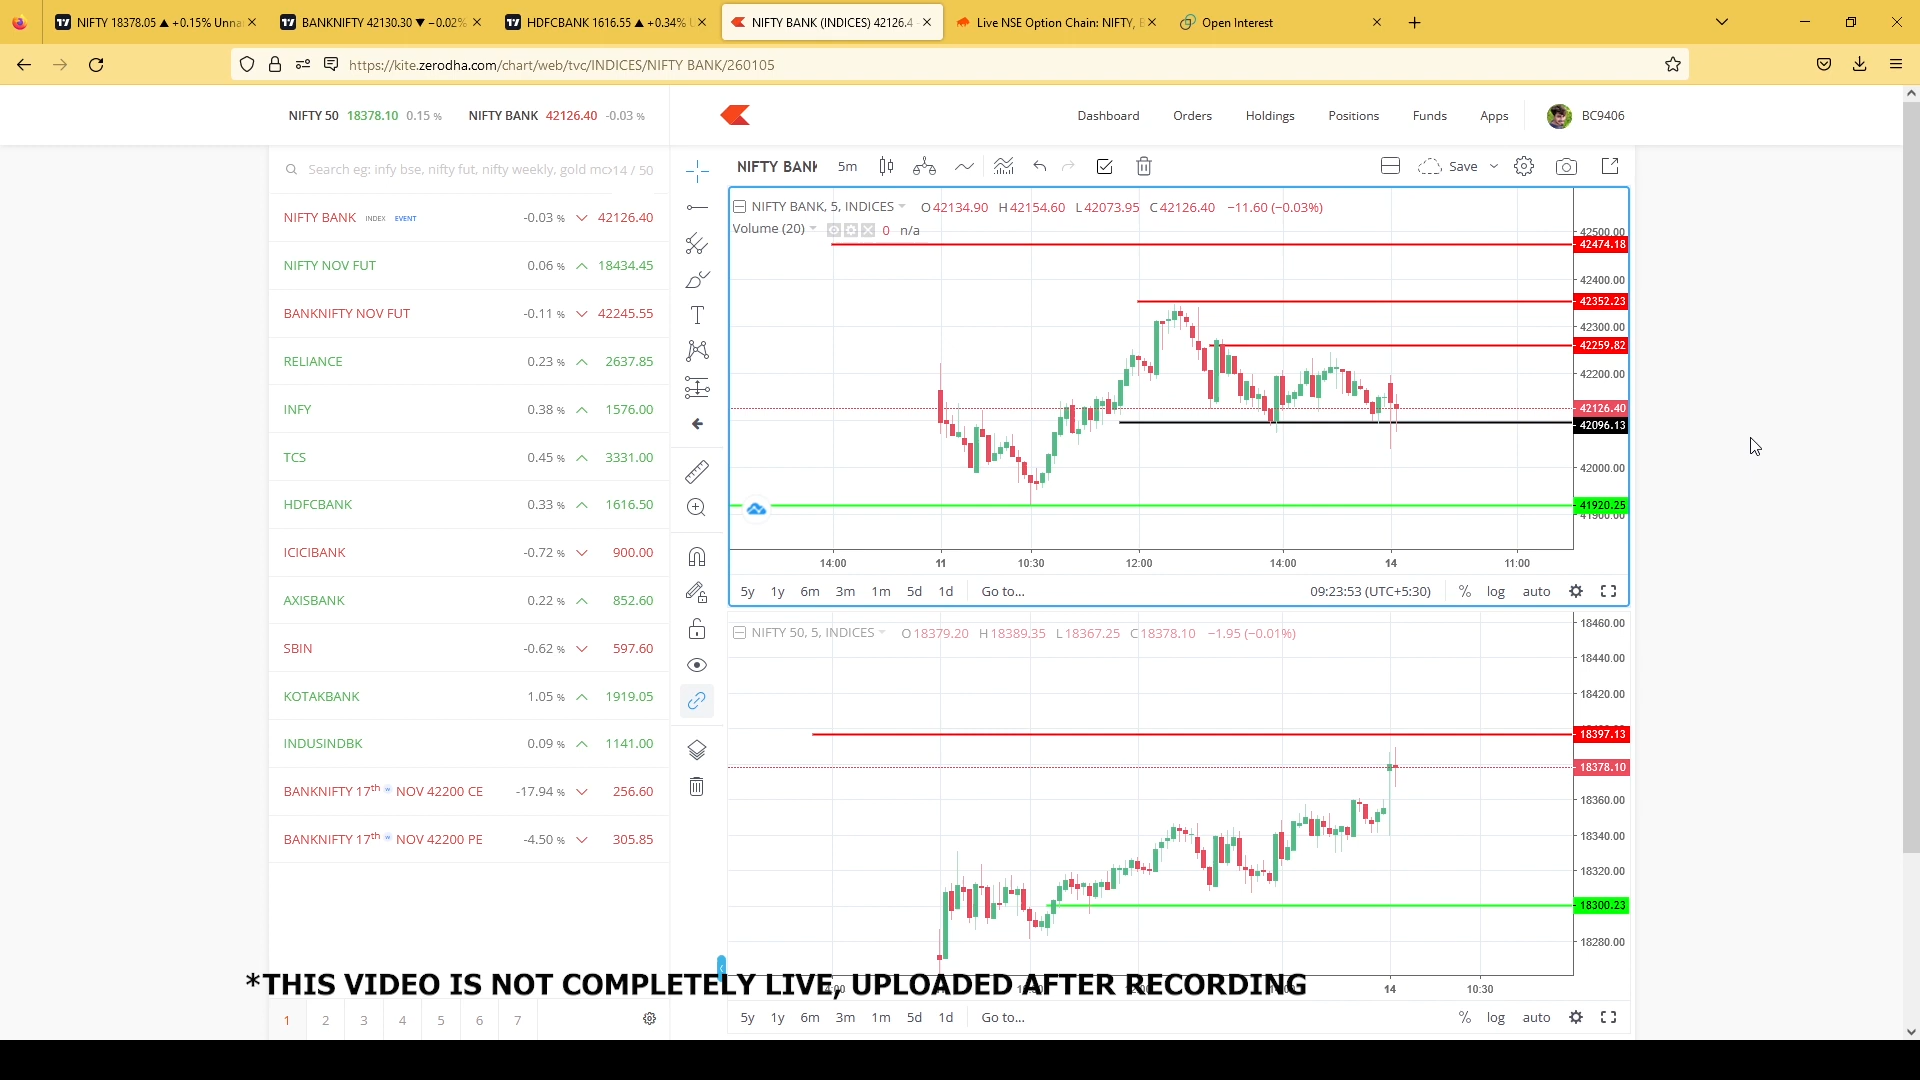 NIFTY 18378.05 ▲ +0.15% Unna
BANKNIFTY 42130.30 ▼ −0.02%
HDFCBANK 1616.55 ▲ +0.34% U
NIFTY BANK (INDICES) 42126.4
Live NSE Option Chain: NIFTY, B
Open Interest
https://kite.zerodha.com/chart/web/tvc/INDICES/NIFTY BANK/260105
NIFTY 50 18378.10 0.15 % NIFTY BANK 42126.40 -0.03 %
Dashboard Orders Holdings Positions Funds Apps BC9406
Search eg: infy bse, nifty fut, nifty weekly, gold mc 14 / 50
NIFTY BANK INDEX EVENT -0.03 % 42126.40
NIFTY NOV FUT 0.06 % 18434.45
BANKNIFTY NOV FUT -0.11 % 42245.55
RELIANCE 0.23 % 2637.85
INFY 0.38 % 1576.00
TCS 0.45 % 3331.00
HDFCBANK 0.33 % 1616.50
ICICIBANK -0.72 % 900.00
AXISBANK 0.22 % 852.60
SBIN -0.62 % 597.60
KOTAKBANK 1.05 % 1919.05
INDUSINDBK 0.09 % 1141.00
BANKNIFTY 17th w NOV 42200 CE -17.94 % 256.60
BANKNIFTY 17th w NOV 42200 PE -4.50 % 305.85
1 2 3 4 5 6 7
NIFTY BANK 5m Save
NIFTY BANK, 5, INDICES O42134.90 H42154.60 L42073.95 C42126.40 −11.60 (−0.03%)
Volume (20) 0 n/a
42500.00
42474.18
42400.00
42352.23
42300.00
42259.82
42200.00
42126.40
42096.13
42000.00
41920.25
41900.00
14:00 11 10:30 12:00 14:00 14 11:00
5y 1y 6m 3m 1m 5d 1d Go to... 09:23:53 (UTC+5:30) % log auto
NIFTY 50, 5, INDICES O18379.20 H18389.35 L18367.25 C18378.10 −1.95 (−0.01%)
18460.00
18440.00
18420.00
18397.13
18378.10
18360.00
18340.00
18320.00
18300.23
18280.00
*THIS VIDEO IS NOT COMPLETELY LIVE, UPLOADED AFTER RECORDING
14 10:30
5y 1y 6m 3m 1m 5d 1d Go to... % log auto